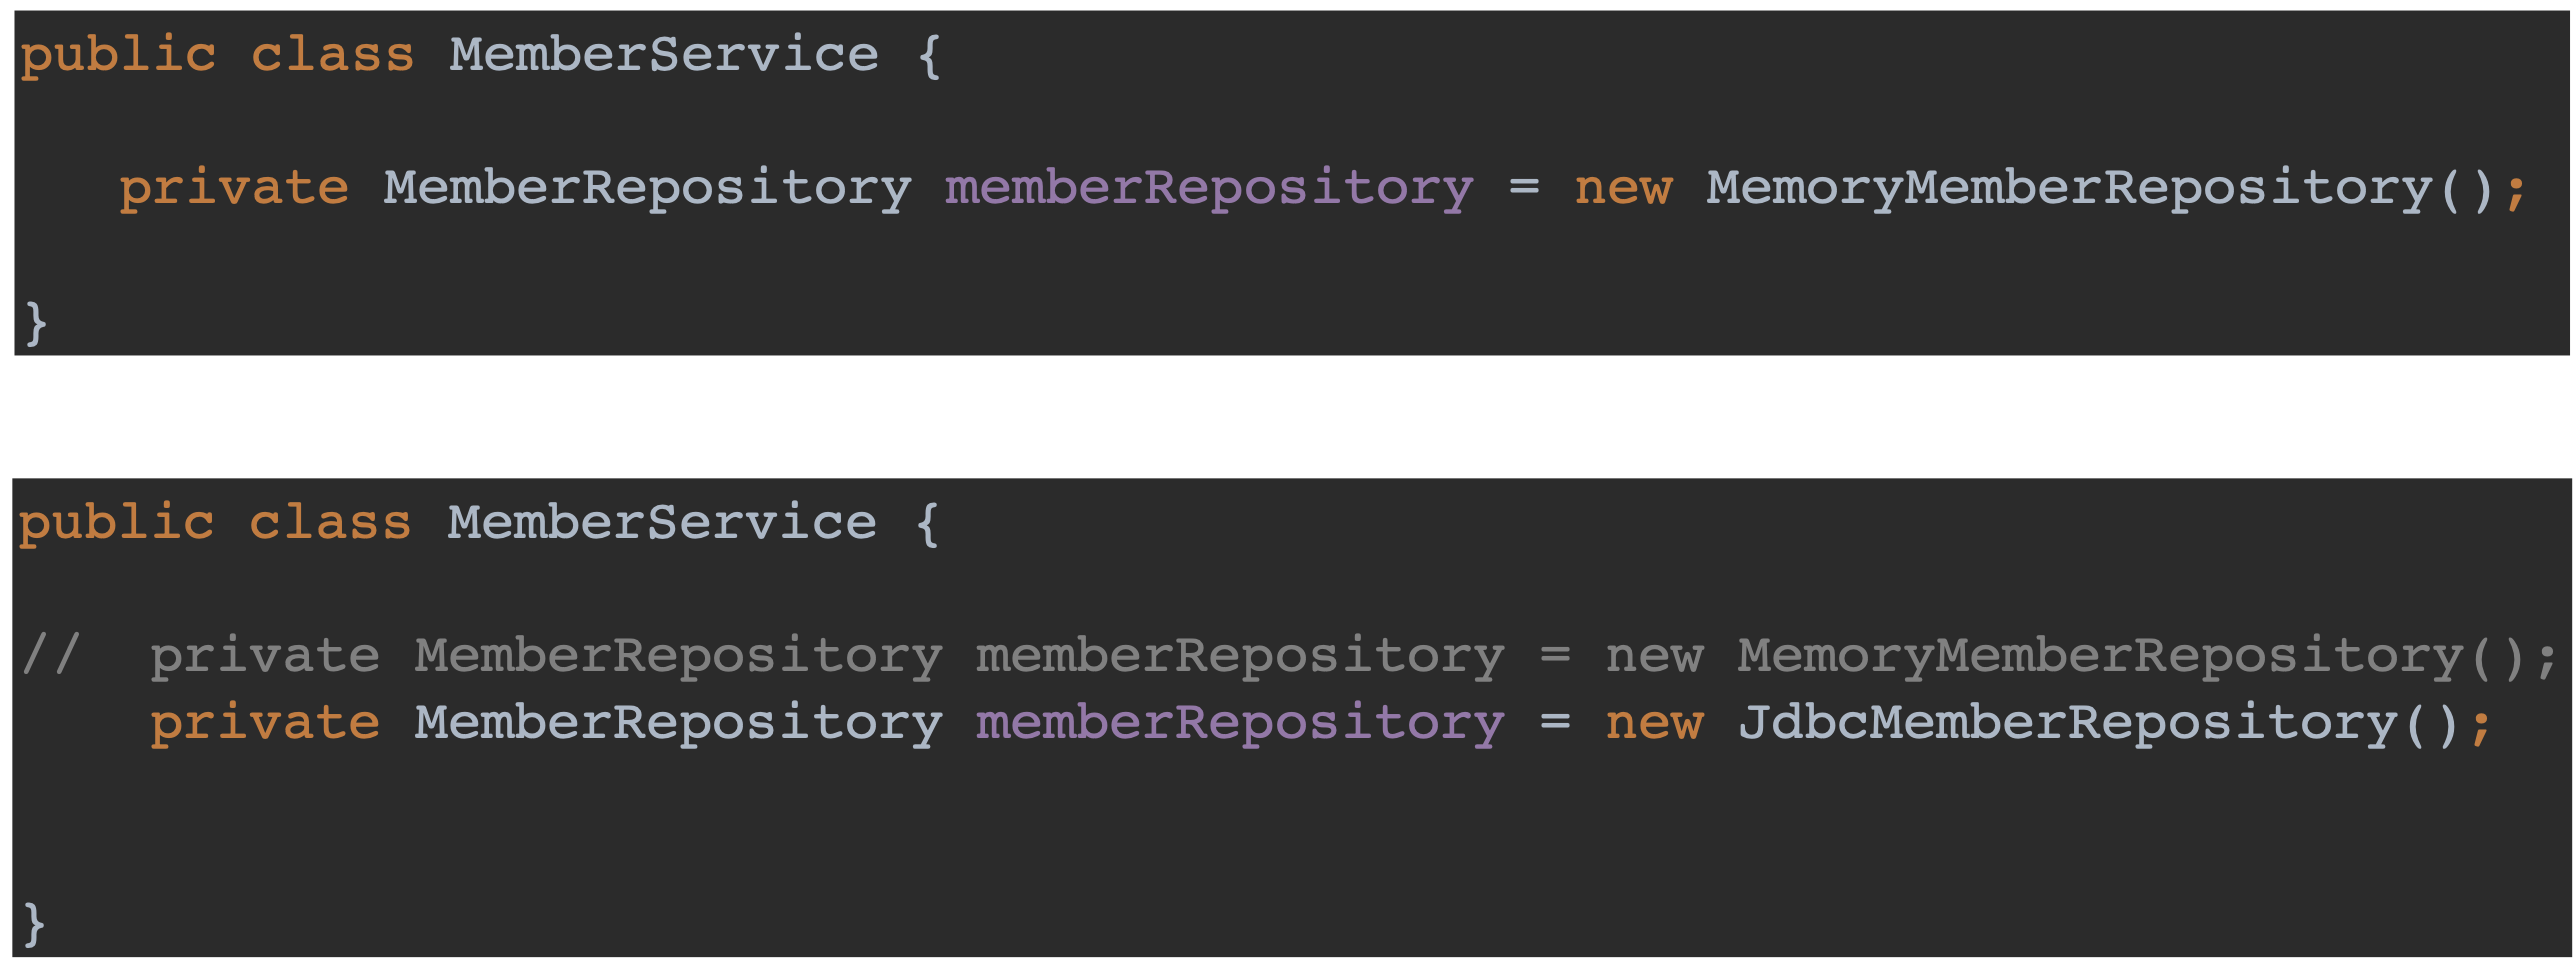 public class MemberService {
private MemberRepository memberRepository = new MemoryMemberRepository();
}
public class MemberService {
//  private MemberRepository memberRepository = new MemoryMemberRepository();
private MemberRepository memberRepository = new JdbcMemberRepository();
}